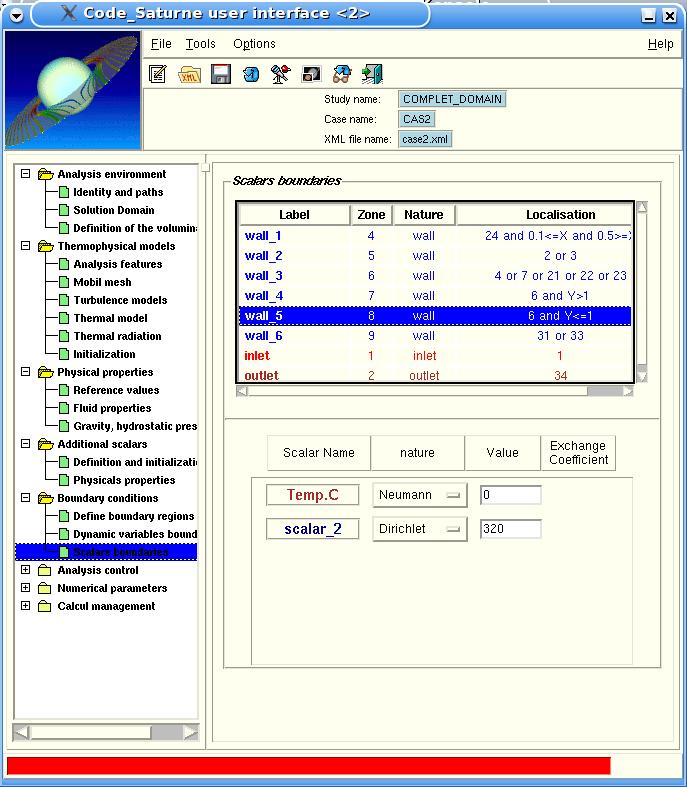 Code_Saturne user interface <2>
File Tools Options Help
Study name: COMPLET_DOMAIN
Case name: CAS2
XML file name: case2.xml
Analysis environment
Identity and paths
Solution Domain
Definition of the volumin
Thermophysical models
Analysis features
Mobil mesh
Turbulence models
Thermal model
Thermal radiation
Initialization
Physical properties
Reference values
Fluid properties
Gravity, hydrostatic pres
Additional scalars
Definition and initializati
Physicals properties
Boundary conditions
Define boundary regions
Dynamic variables bound
Scalars boundaries
Analysis control
Numerical parameters
Calcul management
Scalars boundaries
Label Zone Nature Localisation
wall_1 4 wall 24 and 0.1<=X and 0.5>=
wall_2 5 wall 2 or 3
wall_3 6 wall 4 or 7 or 21 or 22 or 23
wall_4 7 wall 6 and Y>1
wall_5 8 wall 6 and Y<=1
wall_6 9 wall 31 or 33
inlet 1 inlet 1
outlet 2 outlet 34
Scalar Name nature Value Exchange
Coefficient
Temp.C Neumann 0
scalar_2 Dirichlet 320